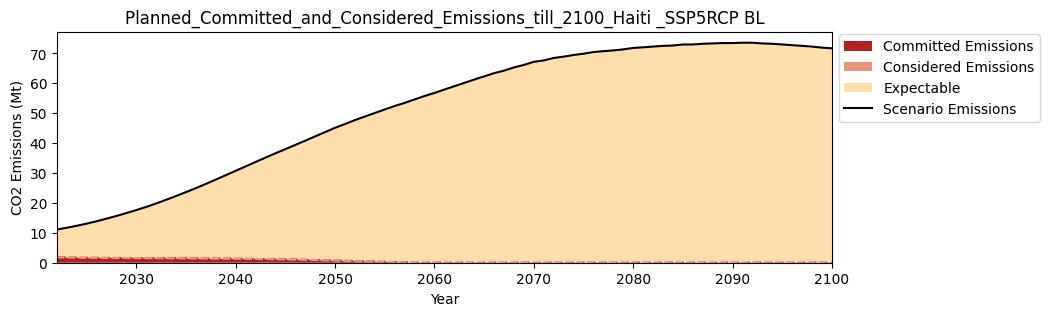 Planned_Committed_and_Considered_Emissions_till_2100_Haiti _SSP5RCP BL
CO2 Emissions (Mt)
70
60
50
40
30
20
10
0
2030 2040 2050 2060 2070 2080 2090 2100
Year
Committed Emissions
Considered Emissions
Expectable
Scenario Emissions